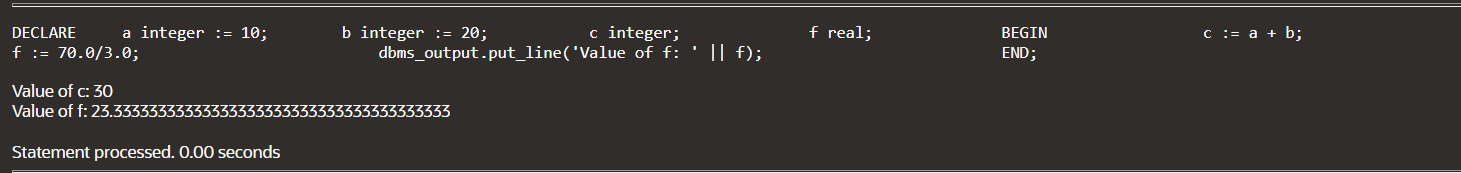 DECLARE a integer := 10; b integer := 20; c integer; f real; BEGIN c := a + b;
f := 70.0/3.0; dbms_output.put_line('Value of f: ' || f); END;
Value of c: 30
Value of f: 23.33333333333333333333333333333333333333
Statement processed. 0.00 seconds